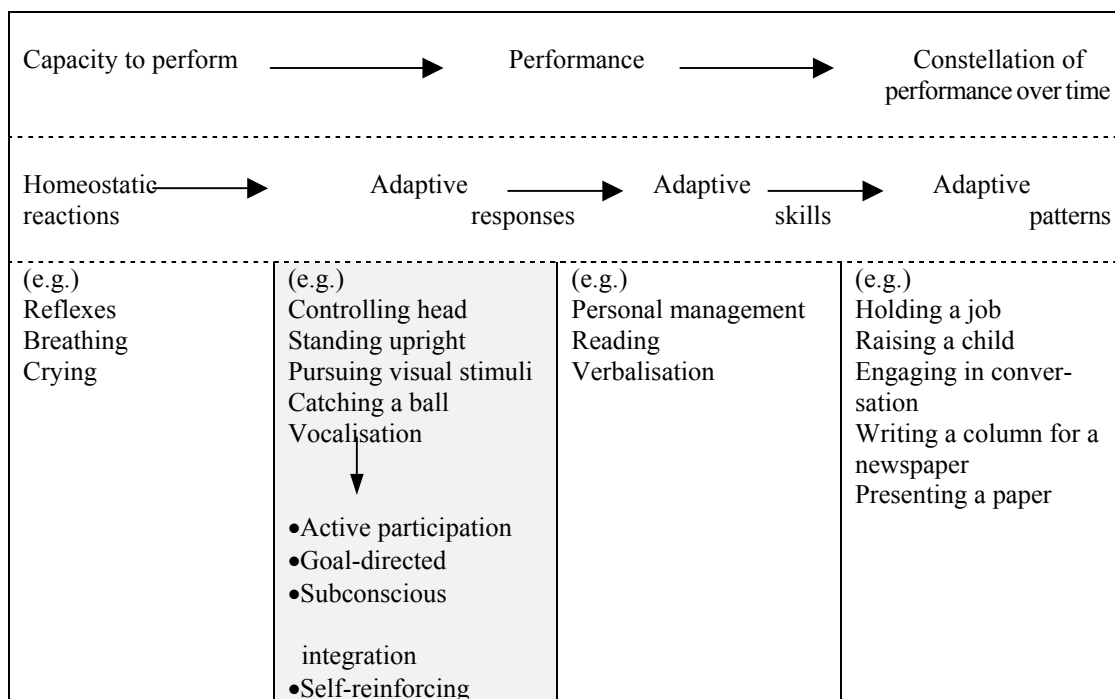 Capacity to perform
Performance
Constellation of
performance over time
Homeostatic
reactions
Adaptive
responses
Adaptive
skills
Adaptive
patterns
(e.g.)
Reflexes
Breathing
Crying
(e.g.)
Controlling head
Standing upright
Pursuing visual stimuli
Catching a ball
Vocalisation
•Active participation
•Goal-directed
•Subconscious
integration
•Self-reinforcing
(e.g.)
Personal management
Reading
Verbalisation
(e.g.)
Holding a job
Raising a child
Engaging in conver-
sation
Writing a column for a
newspaper
Presenting a paper